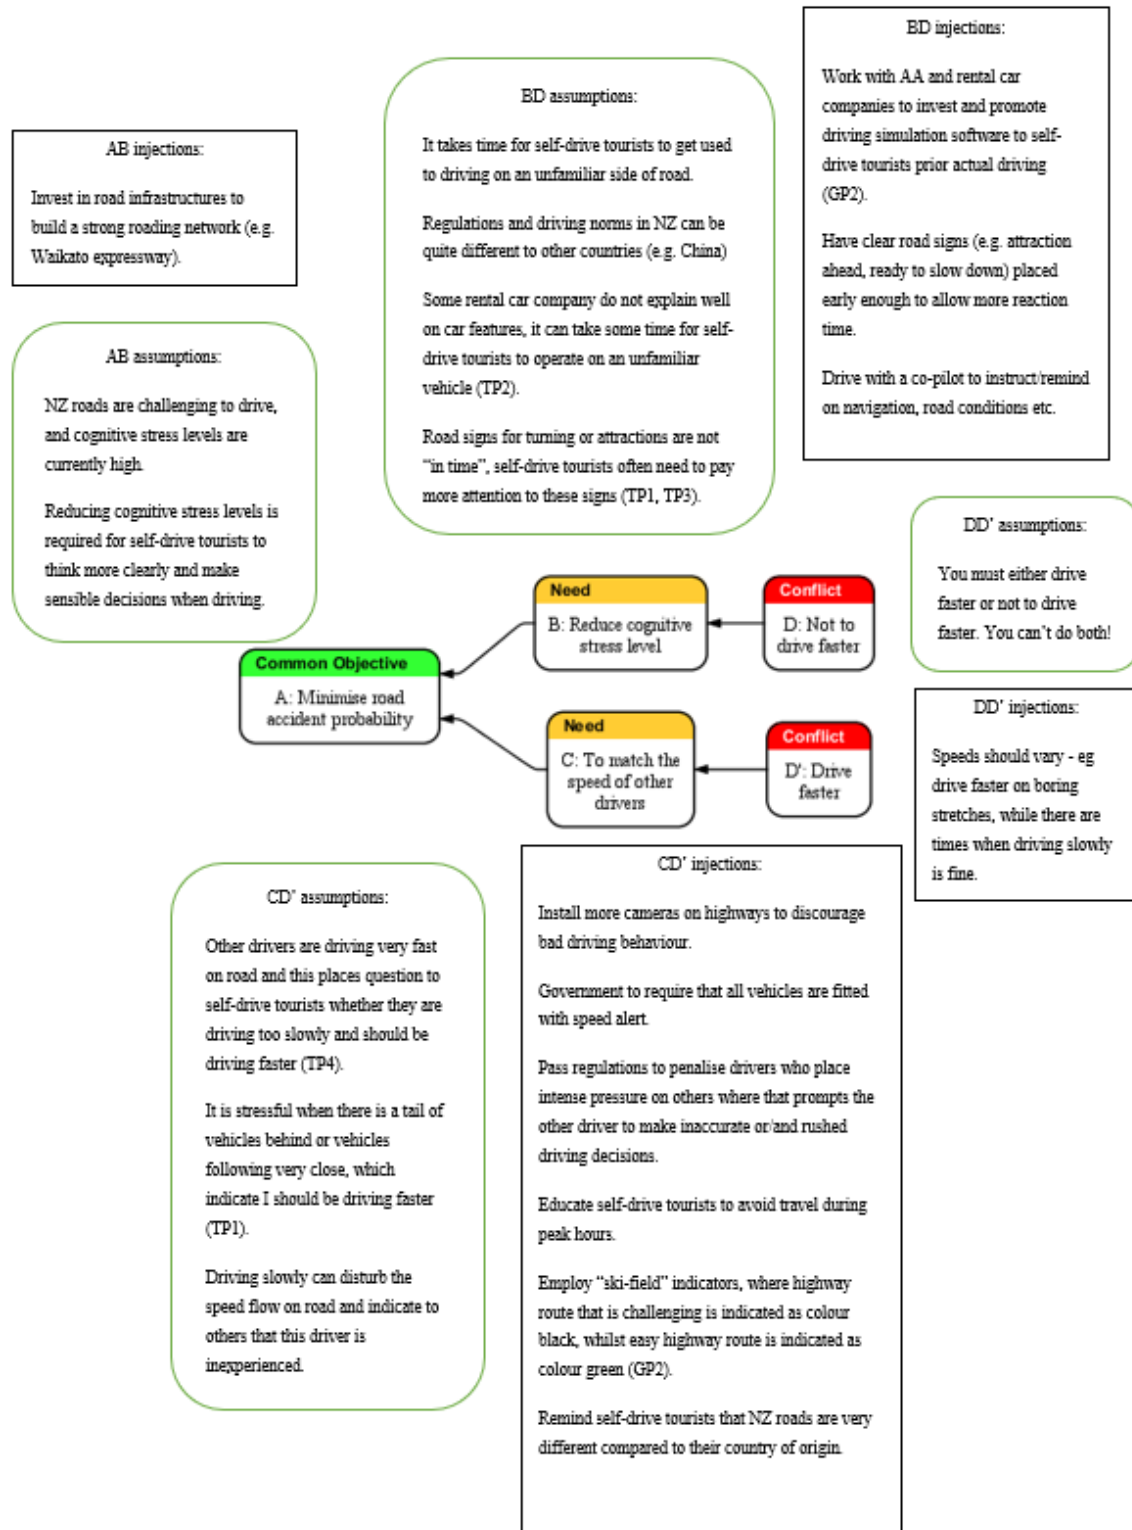 BD injections:
Work with AA and rental car
companies to invest and promote
driving simulation software to self-
drive tourists prior actual driving
(GP2).
Have clear road signs (e.g. attraction
ahead, ready to slow down) placed
early enough to allow more reaction
time.
Drive with a co-pilot to instruct/remind
on navigation, road conditions etc.
BD assumptions:
It takes time for self-drive tourists to get used
to driving on an unfamiliar side of road.
Regulations and driving norms in NZ can be
quite different to other countries (e.g. China)
Some rental car company do not explain well
on car features, it can take some time for self-
drive tourists to operate on an unfamiliar
vehicle (TP2).
Road signs for turning or attractions are not
“in time”, self-drive tourists often need to pay
more attention to these signs (TP1, TP3).
AB injections:
Invest in road infrastructures to
build a strong roading network (e.g.
Waikato expressway).
AB assumptions:
NZ roads are challenging to drive,
and cognitive stress levels are
currently high.
Reducing cognitive stress levels is
required for self-drive tourists to
think more clearly and make
sensible decisions when driving.
DD’ assumptions:
You must either drive
faster or not to drive
faster. You can’t do both!
Need
B: Reduce cognitive
stress level
Conflict
D: Not to
drive faster
Common Objective
A: Minimise road
accident probability
Need
C: To match the
speed of other
drivers
Conflict
D': Drive
faster
DD’ injections:
Speeds should vary - eg
drive faster on boring
stretches, while there are
times when driving slowly
is fine.
CD’ assumptions:
Other drivers are driving very fast
on road and this places question to
self-drive tourists whether they are
driving too slowly and should be
driving faster (TP4).
It is stressful when there is a tail of
vehicles behind or vehicles
following very close, which
indicate I should be driving faster
(TP1).
Driving slowly can disturb the
speed flow on road and indicate to
others that this driver is
inexperienced.
CD’ injections:
Install more cameras on highways to discourage
bad driving behaviour.
Government to require that all vehicles are fitted
with speed alert.
Pass regulations to penalise drivers who place
intense pressure on others where that prompts the
other driver to make inaccurate or/and rushed
driving decisions.
Educate self-drive tourists to avoid travel during
peak hours.
Employ “ski-field” indicators, where highway
route that is challenging is indicated as colour
black, whilst easy highway route is indicated as
colour green (GP2).
Remind self-drive tourists that NZ roads are very
different compared to their country of origin.